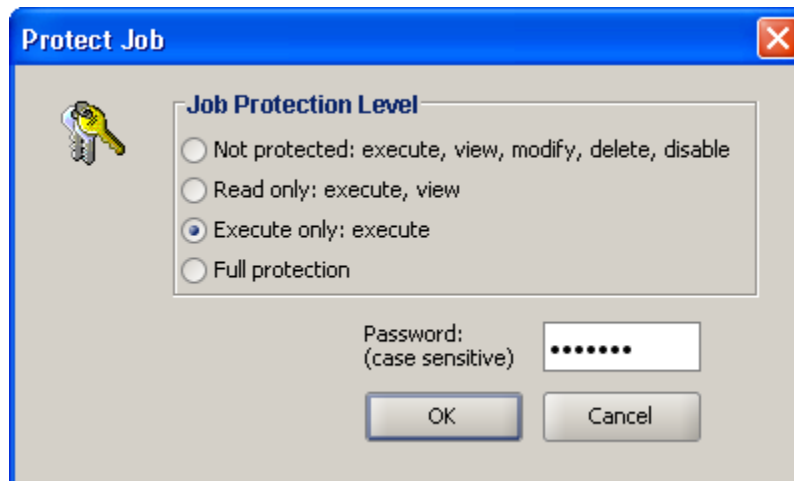 Protect Job
Job Protection Level
Not protected: execute, view, modify, delete, disable
Read only: execute, view
Execute only: execute
Full protection
Password:
(case sensitive)
•••••••
OK
Cancel